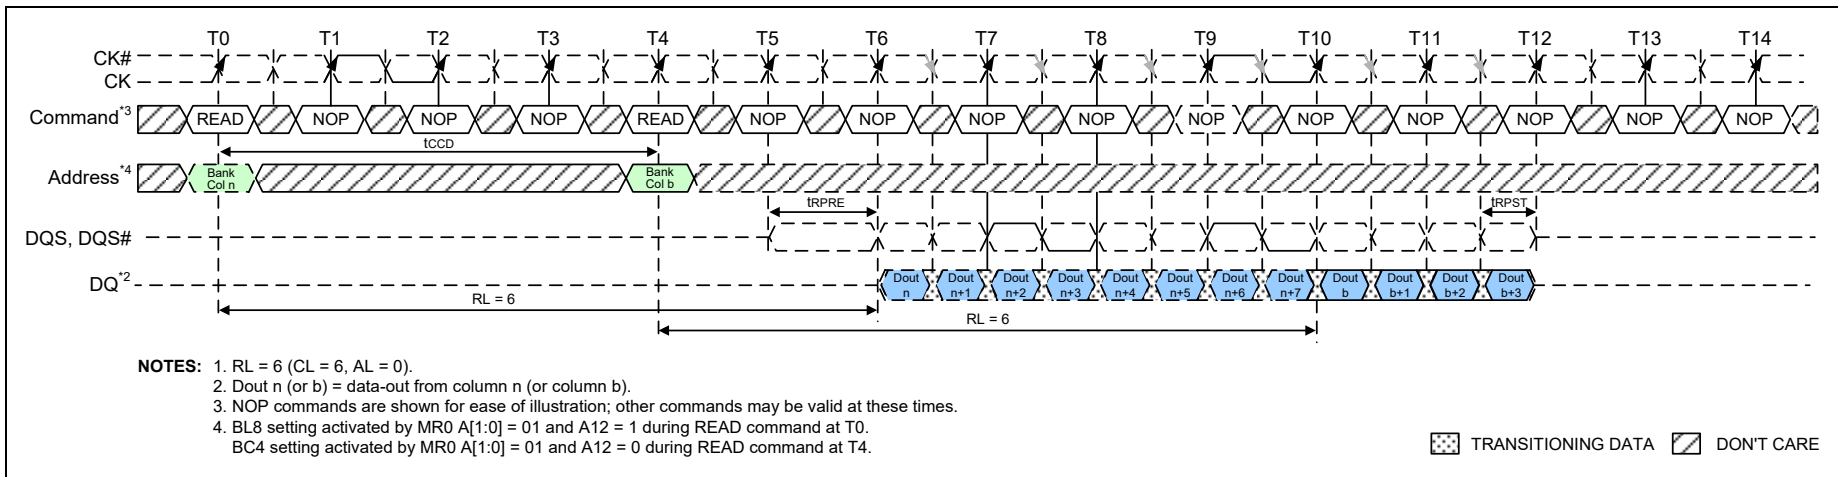 T0 T1 T2 T3 T4 T5 T6 T7 T8 T9 T10 T11 T12 T13 T14
CK#
CK
Command*3 READ NOP NOP NOP READ NOP NOP NOP NOP NOP NOP NOP NOP NOP NOP
tCCD
Address*4 Bank Col n Bank Col b
tRPRE tRPST
DQS, DQS#
DQ*2 Dout n Dout n+1 Dout n+2 Dout n+3 Dout n+4 Dout n+5 Dout n+6 Dout n+7 Dout b Dout b+1 Dout b+2 Dout b+3
RL = 6
RL = 6
NOTES: 1. RL = 6 (CL = 6, AL = 0).
2. Dout n (or b) = data-out from column n (or column b).
3. NOP commands are shown for ease of illustration; other commands may be valid at these times.
4. BL8 setting activated by MR0 A[1:0] = 01 and A12 = 1 during READ command at T0.
BC4 setting activated by MR0 A[1:0] = 01 and A12 = 0 during READ command at T4.
TRANSITIONING DATA DON'T CARE